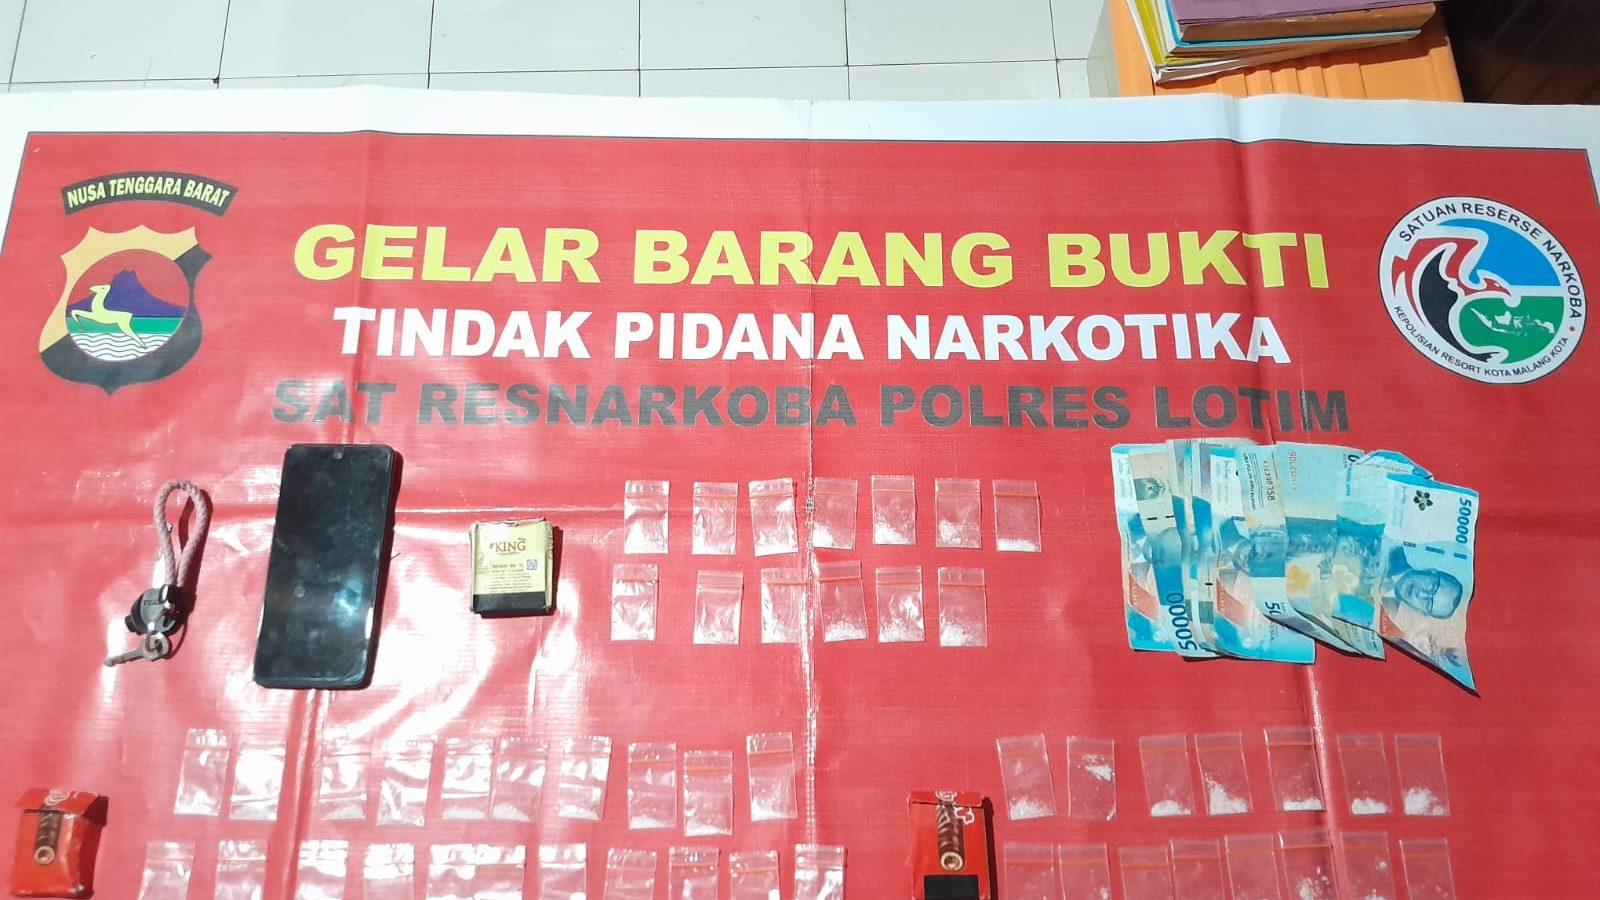 NUSA TENGGARA BARAT
GELAR BARANG BUKTI
TINDAK PIDANA NARKOTIKA
SAT RESNARKOBA POLRES LOTIM
SATUAN RESERSE NARKOBA
KEPOLISIAN RESORT KOTA MALANG KOTA
KING
50000
50000